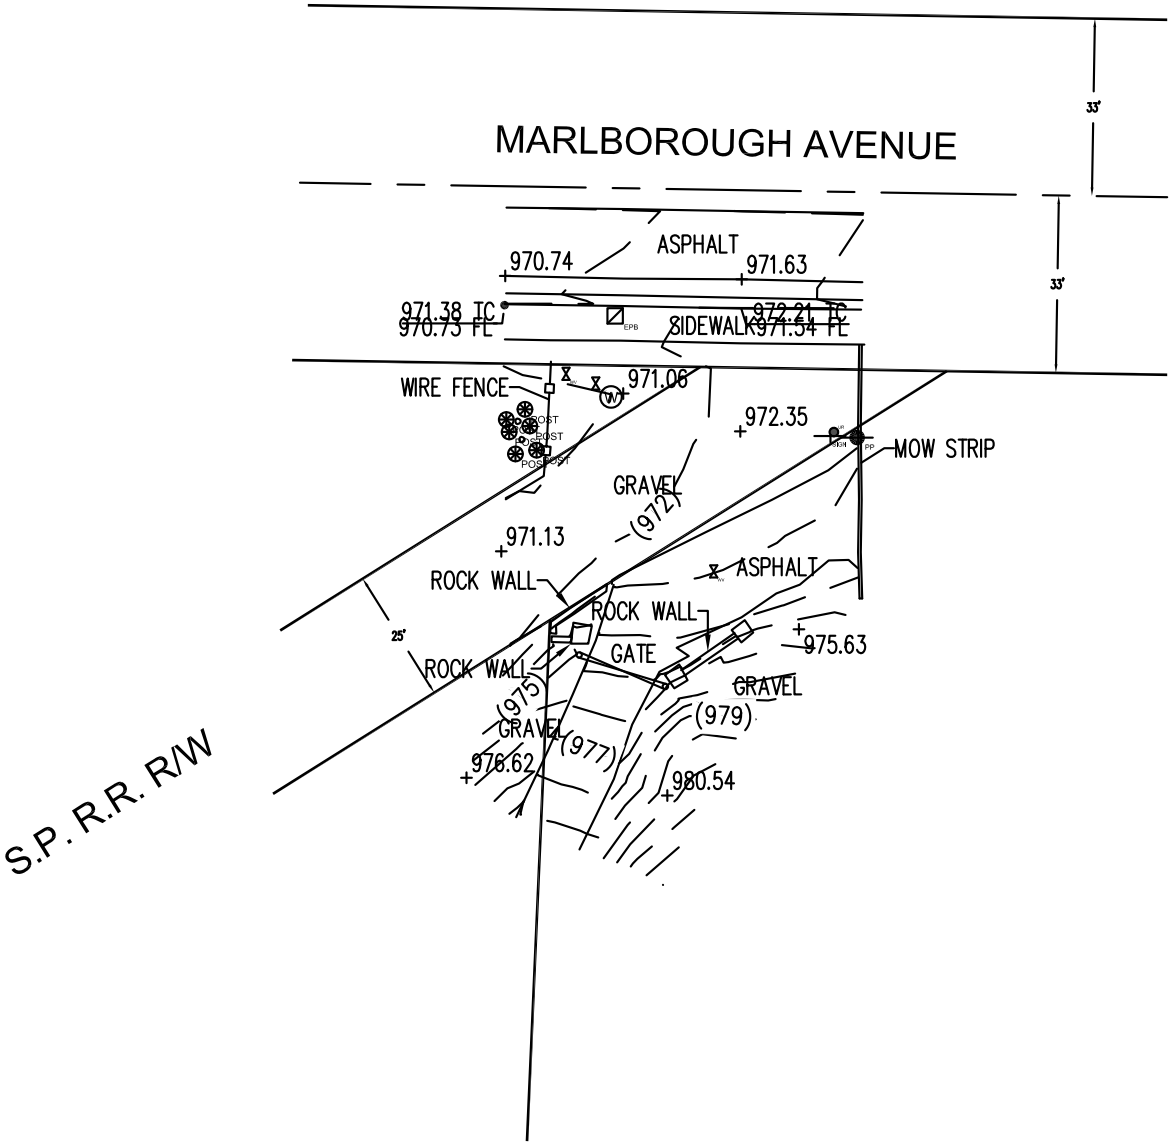 33'
MARLBOROUGH AVENUE
ASPHALT
970.74
971.63
33'
971.38 TC
970.73 FL
972.21 TC
971.54 FL
EPB
SIDEWALK
WIRE FENCE
971.06
W
972.35
POST
POST
POST
POST
SIGN
PP
MOW STRIP
GRAVEL
(972)
971.13
ROCK WALL
ASPHALT
WV
ROCK WALL
25'
GATE
975.63
ROCK WALL
(975)
GRAVEL
(979)
GRAVEL
(977)
976.62
980.54
S.P. R.R. R/W